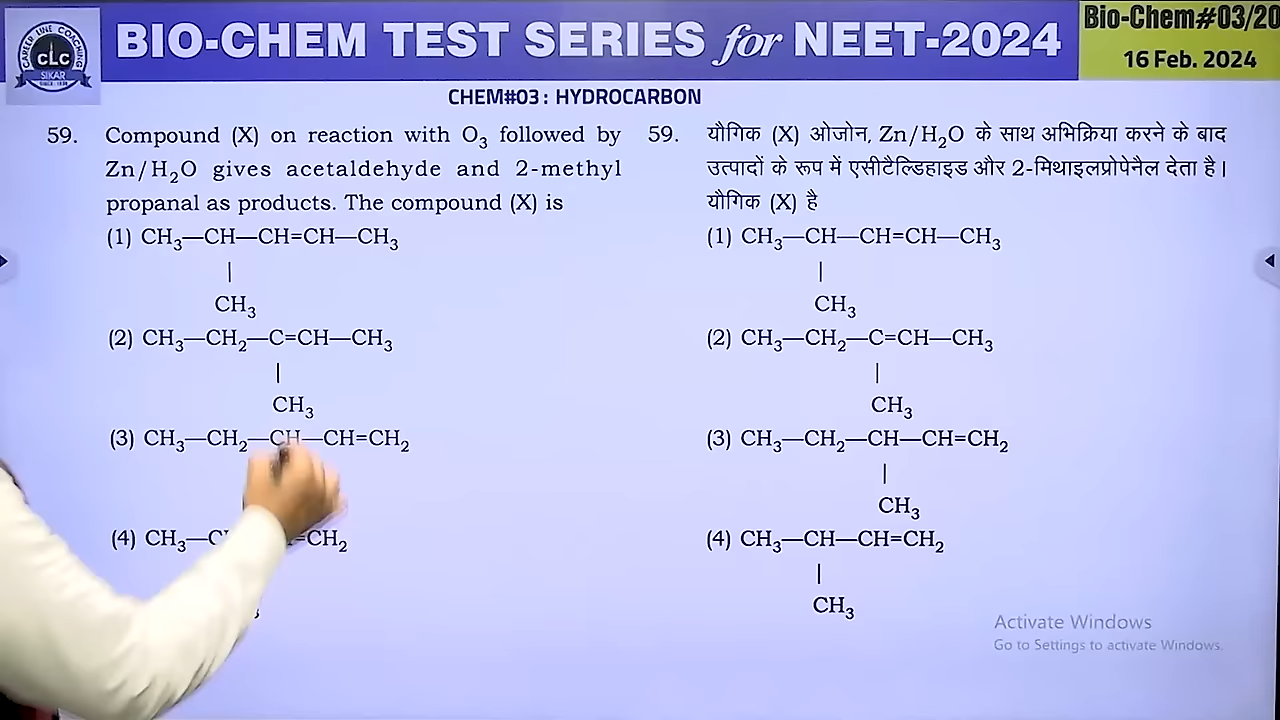 CAREER LINE COACHING
CLC
SIKAR
BIO-CHEM TEST SERIES for NEET-2024
Bio-Chem#03/20
16 Feb. 2024
CHEM#03 : HYDROCARBON
59. Compound (X) on reaction with O₃ followed by
Zn/H₂O gives acetaldehyde and 2-methyl
propanal as products. The compound (X) is
(1) CH₃—CH—CH=CH—CH₃
|
CH₃
(2) CH₃—CH₂—C=CH—CH₃
|
CH₃
(3) CH₃—CH₂—CH—CH=CH₂
(4) CH₃—C =CH₂
₃
59. यौगिक (X) ओजोन, Zn/H₂O के साथ अभिक्रिया करने के बाद
उत्पादों के रूप में एसीटैल्डिहाइड और 2-मिथाइलप्रोपेनैल देता है।
यौगिक (X) है
(1) CH₃—CH—CH=CH—CH₃
|
CH₃
(2) CH₃—CH₂—C=CH—CH₃
|
CH₃
(3) CH₃—CH₂—CH—CH=CH₂
|
CH₃
(4) CH₃—CH—CH=CH₂
|
CH₃
Activate Windows
Go to Settings to activate Windows.